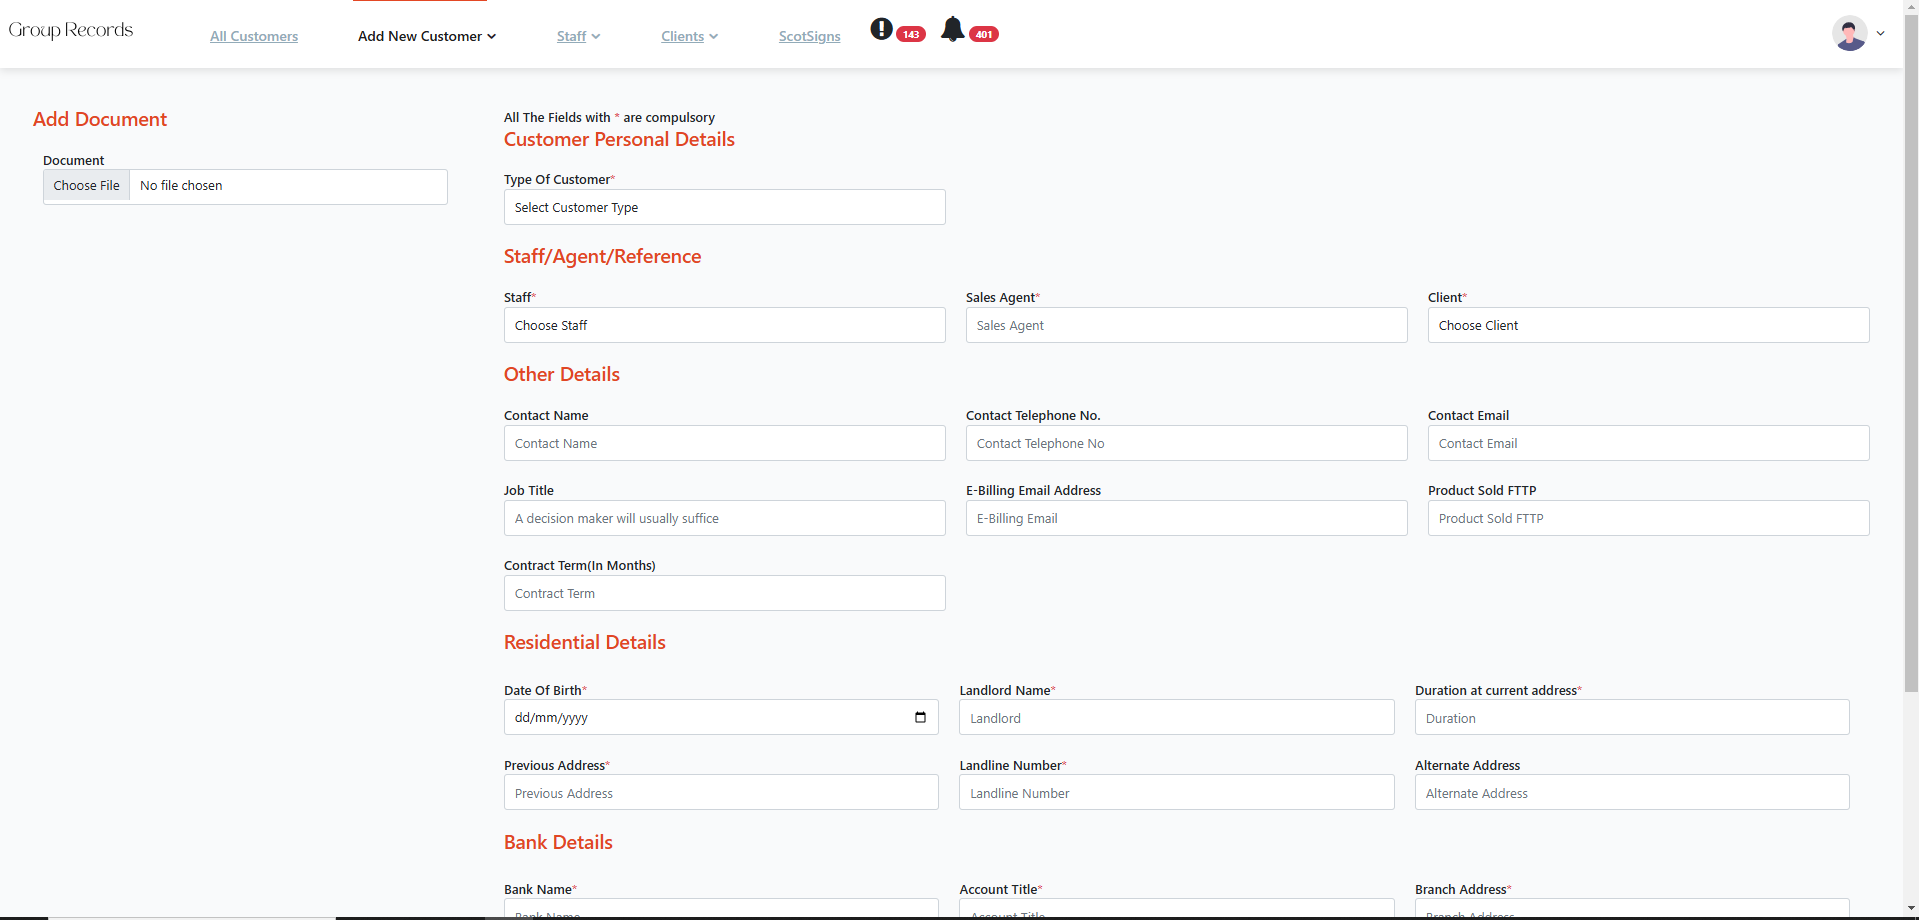 Group Records
All Customers
Add New Customer
Staff
Clients
ScotSigns
143
401
Add Document
Document
Choose File
No file chosen
All The Fields with * are compulsory
Customer Personal Details
Type Of Customer*
Select Customer Type
Staff/Agent/Reference
Staff*
Sales Agent*
Client*
Choose Staff
Sales Agent
Choose Client
Other Details
Contact Name
Contact Telephone No.
Contact Email
Contact Name
Contact Telephone No
Contact Email
Job Title
E-Billing Email Address
Product Sold FTTP
A decision maker will usually suffice
E-Billing Email
Product Sold FTTP
Contract Term(In Months)
Contract Term
Residential Details
Date Of Birth*
Landlord Name*
Duration at current address*
dd/mm/yyyy
Landlord
Duration
Previous Address*
Landline Number*
Alternate Address
Previous Address
Landline Number
Alternate Address
Bank Details
Bank Name*
Account Title*
Branch Address*
Bank Name
Account Title
Branch Address